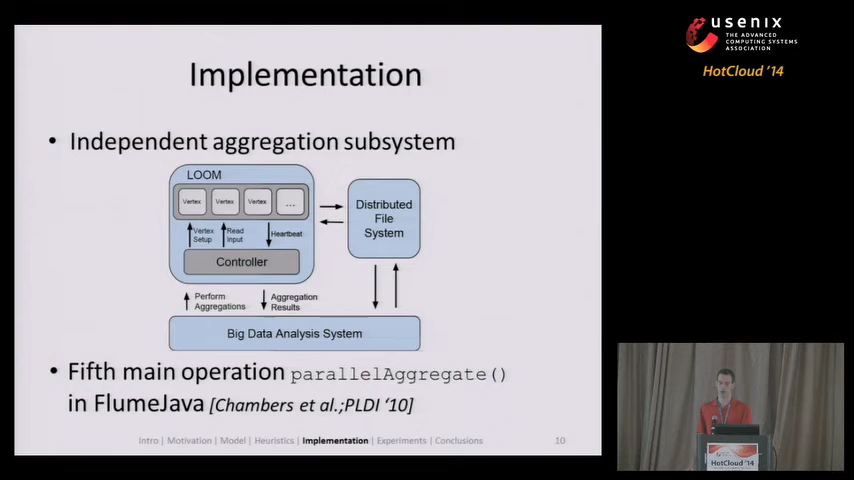 Implementation
• Independent aggregation subsystem
LOOM
Vertex
Vertex
Vertex
...
Vertex
Setup
Read
Input
Heartbeat
Controller
Distributed
File
System
Perform
Aggregations
Aggregation
Results
Big Data Analysis System
• Fifth main operation parallelAggregate()
in FlumeJava [Chambers et al.;PLDI ‘10]
Intro | Motivation | Model | Heuristics | Implementation | Experiments | Conclusions
10
usenix
THE ADVANCED
COMPUTING SYSTEMS
ASSOCIATION
HotCloud ’14
HotCloud ’14